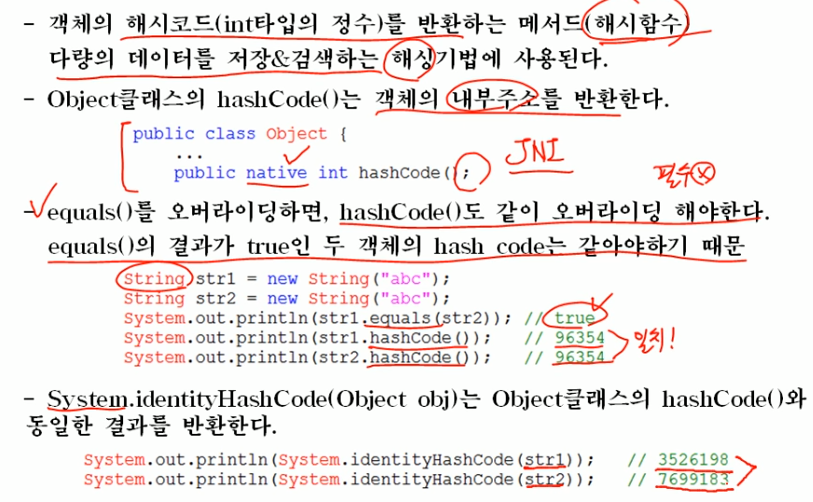 - 객체의 해시코드(int타입의 정수)를 반환하는 메서드(해시함수)
다량의 데이터를 저장&검색하는 해싱기법에 사용된다.
- Object클래스의 hashCode()는 객체의 내부주소를 반환한다.
public class Object {
...
public native int hashCode();
JNI
필수ⓧ
- equals()를 오버라이딩하면, hashCode()도 같이 오버라이딩 해야한다.
equals()의 결과가 true인 두 객체의 hash code는 같아야하기 때문
String str1 = new String("abc");
String str2 = new String("abc");
System.out.println(str1.equals(str2)); // true
System.out.println(str1.hashCode()); // 96354
System.out.println(str2.hashCode()); // 96354
일치!
- System.identityHashCode(Object obj)는 Object클래스의 hashCode()와
동일한 결과를 반환한다.
System.out.println(System.identityHashCode(str1)); // 3526198
System.out.println(System.identityHashCode(str2)); // 7699183